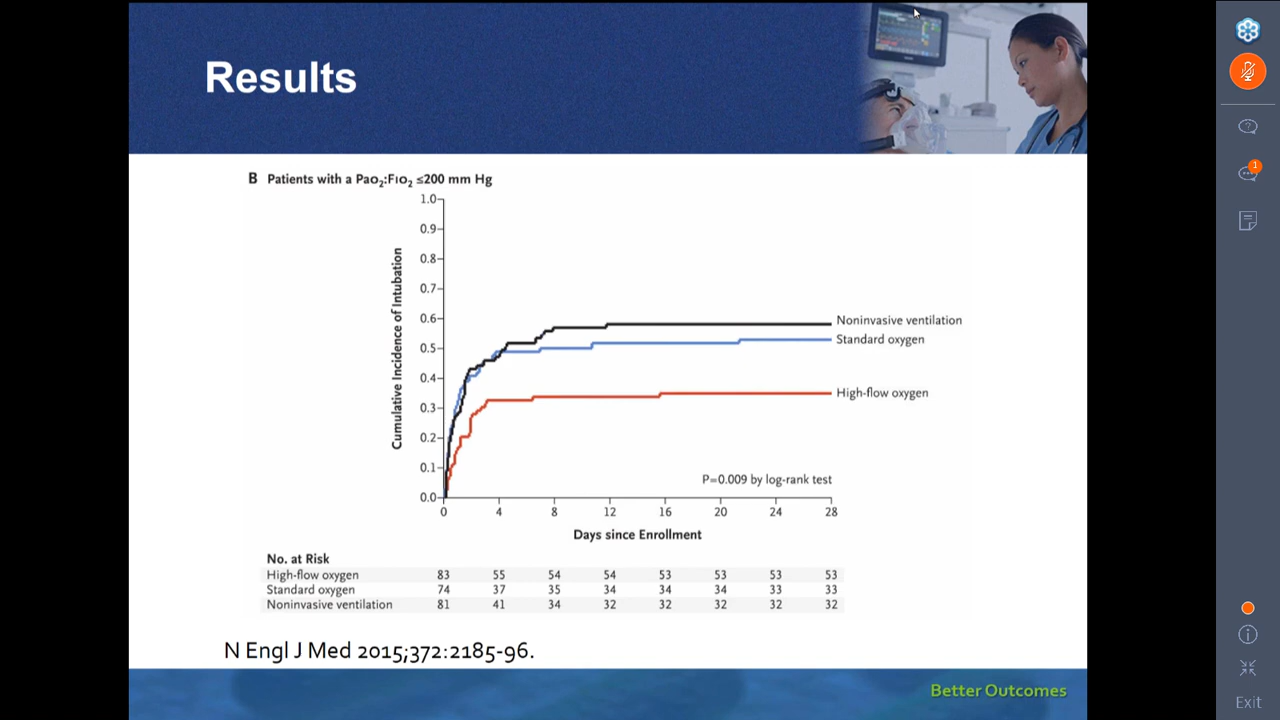 Results
B Patients with a PaO2:FIO2 ≤200 mm Hg
1.0
0.9
0.8
0.7
0.6
0.5
0.4
0.3
0.2
0.1
0.0
Cumulative Incidence of Intubation
Noninvasive ventilation
Standard oxygen
High-flow oxygen
P=0.009 by log-rank test
0 4 8 12 16 20 24 28
Days since Enrollment
No. at Risk
High-flow oxygen 83 55 54 54 53 53 53 53
Standard oxygen 74 37 35 34 34 34 33 33
Noninvasive ventilation 81 41 34 32 32 32 32 32
N Engl J Med 2015;372:2185-96.
Better Outcomes
1
Exit